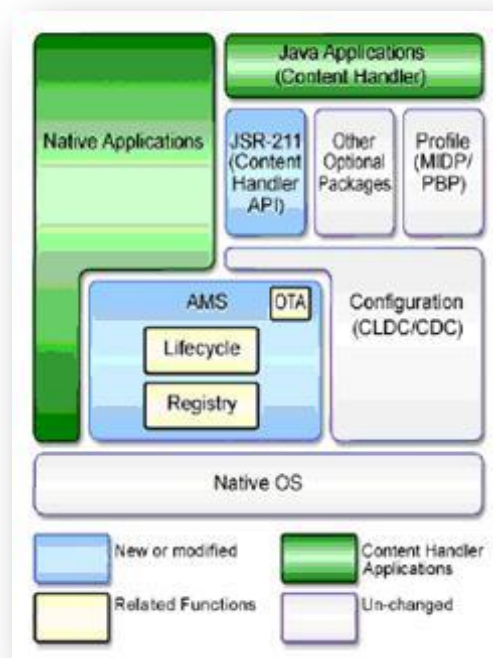 Java Applications
(Content Handler)
Native Applications
JSR-211
(Content
Handler
API)
Other
Optional
Packages
Profile
(MIDP/
PBP)
AMS
OTA
Lifecycle
Registry
Configuration
(CLDC/CDC)
Native OS
New or modified
Content Handler
Applications
Related Functions
Un-changed